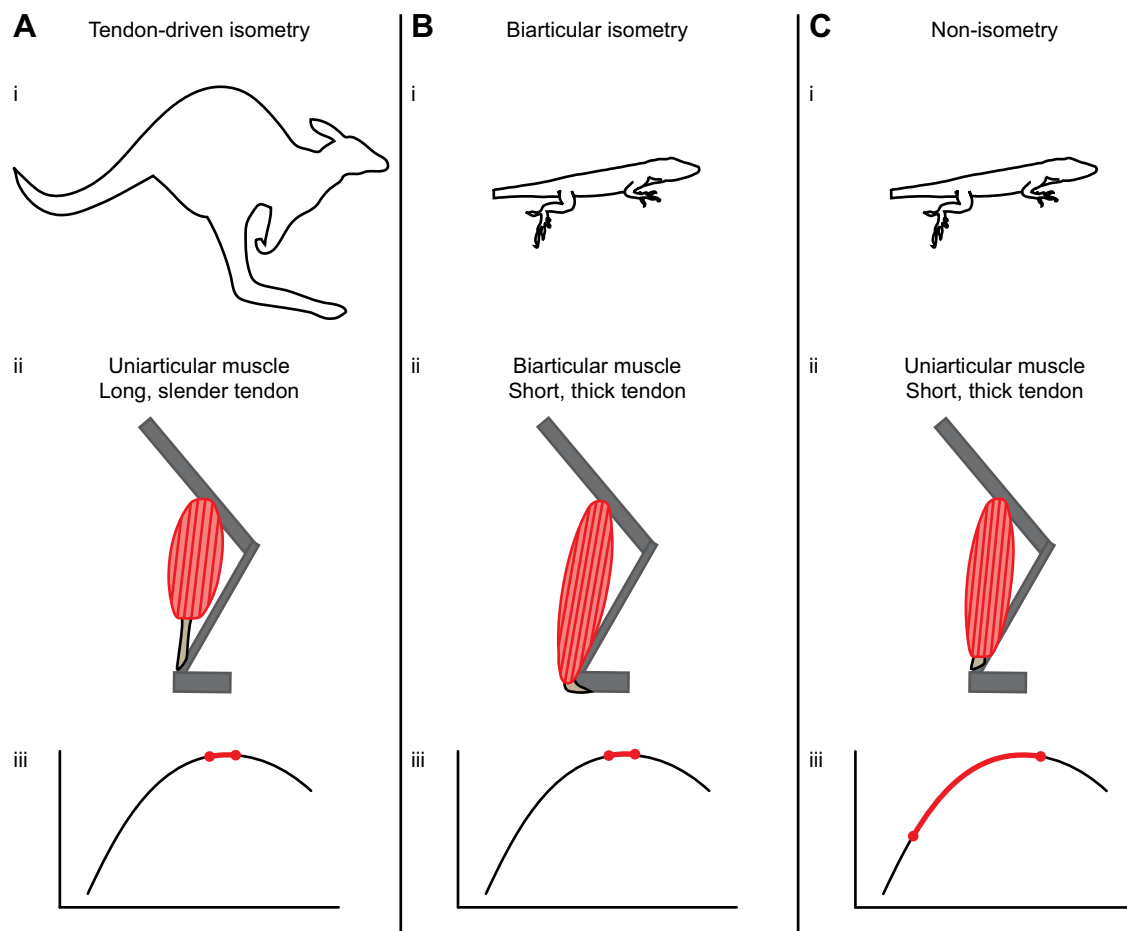 A Tendon-driven isometry
i
ii
Uniarticular muscle
Long, slender tendon
iii
B Biarticular isometry
i
ii
Biarticular muscle
Short, thick tendon
iii
C Non-isometry
i
ii
Uniarticular muscle
Short, thick tendon
iii